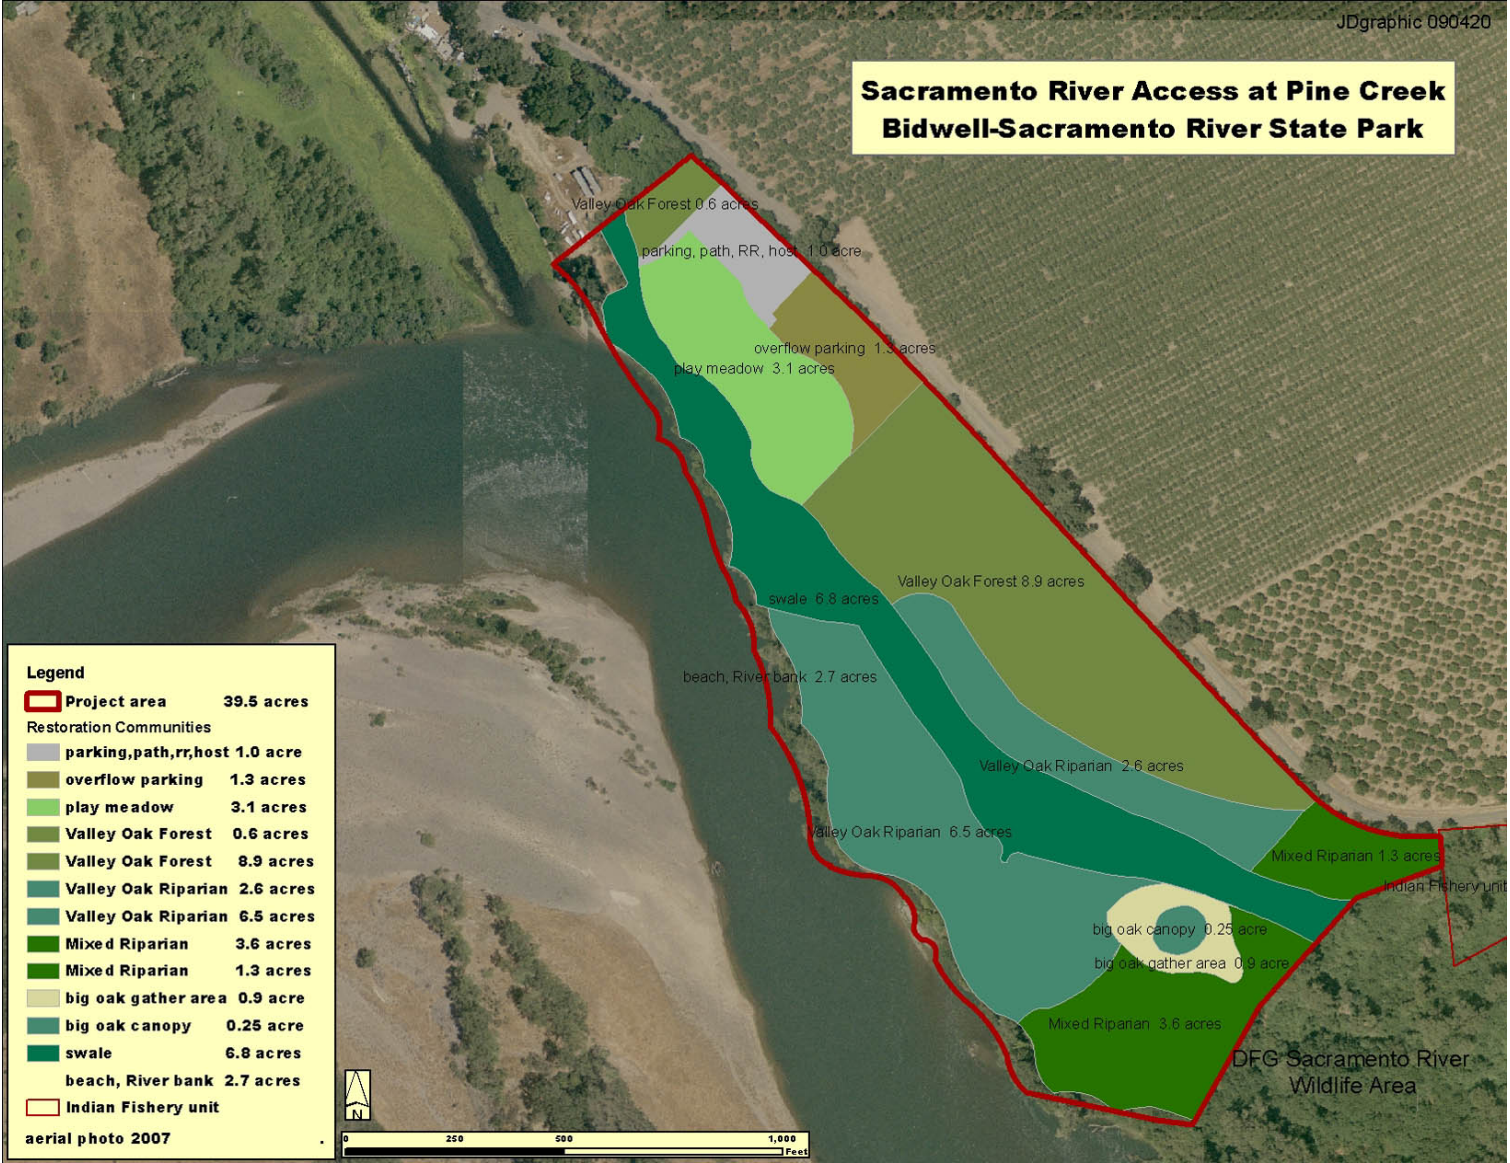 JDgraphic 090420
Sacramento River Access at Pine Creek
Bidwell-Sacramento River State Park
Valley Oak Forest 0.6 acres
parking, path, RR, host 1.0 acre
overflow parking 1.3 acres
play meadow 3.1 acres
Valley Oak Forest 8.9 acres
swale 6.8 acres
beach, River bank 2.7 acres
Valley Oak Riparian 2.6 acres
Valley Oak Riparian 6.5 acres
Mixed Riparian 1.3 acres
Indian Fishery unit
big oak canopy 0.25 acre
big oak gather area 0.9 acre
Mixed Riparian 3.6 acres
DFG Sacramento River
Wildlife Area
Legend
Project area 39.5 acres
Restoration Communities
parking,path,rr,host 1.0 acre
overflow parking 1.3 acres
play meadow 3.1 acres
Valley Oak Forest 0.6 acres
Valley Oak Forest 8.9 acres
Valley Oak Riparian 2.6 acres
Valley Oak Riparian 6.5 acres
Mixed Riparian 3.6 acres
Mixed Riparian 1.3 acres
big oak gather area 0.9 acre
big oak canopy 0.25 acre
swale 6.8 acres
beach, River bank 2.7 acres
Indian Fishery unit
aerial photo 2007 .
N
0 250 500 1,000
Feet